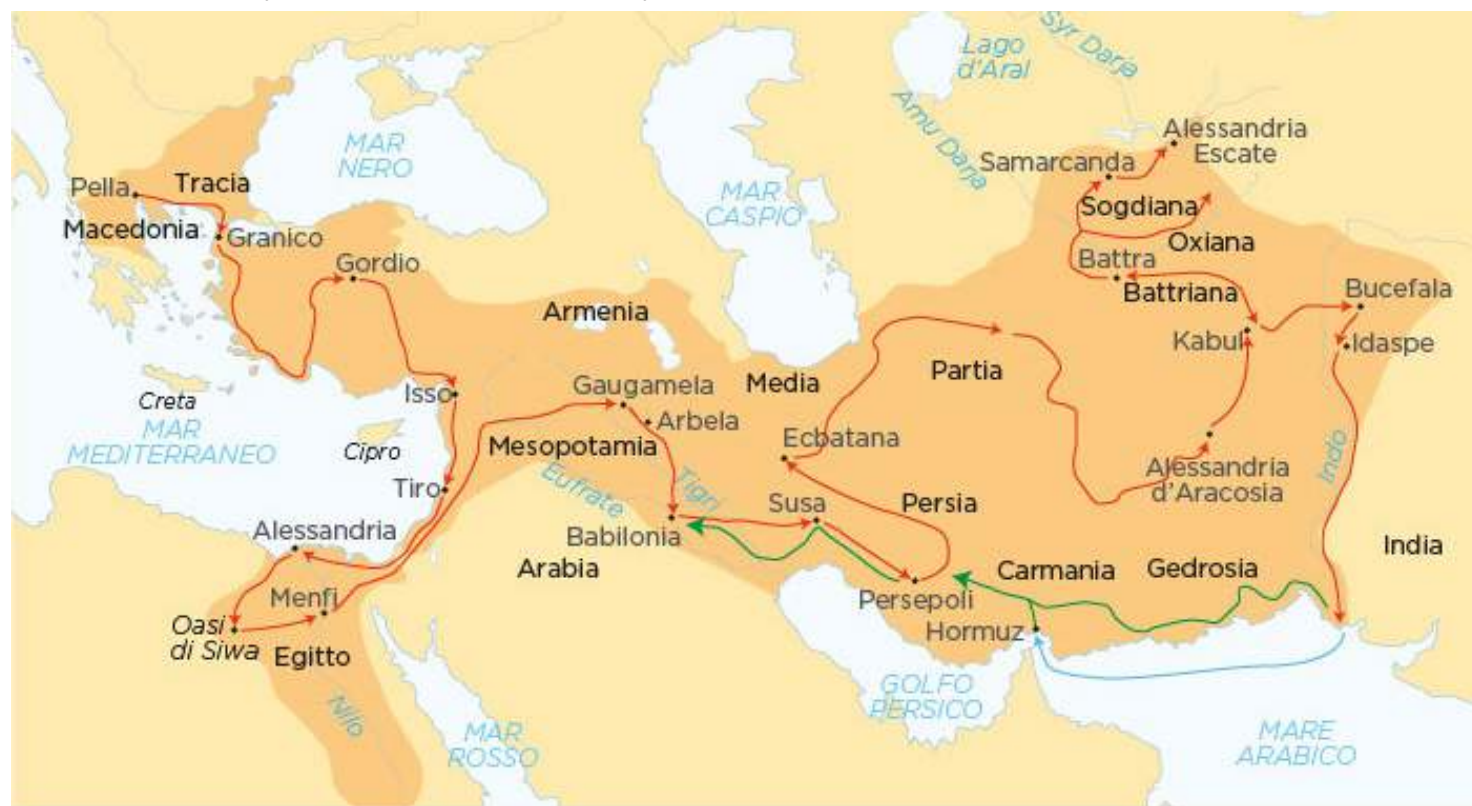 Lago
d'Aral
Syr Darja
Amu Darja
Alessandria
Escate
Samarcanda
MAR
NERO
Pella
Tracia
MAR
CASPIO
Sogdiana
Macedonia
Granico
Oxiana
Gordio
Battra
Battriana
Bucefala
Armenia
Kabul
Idaspe
Partia
Media
Isso
Gaugamela
Creta
MAR
MEDITERRANEO
Arbela
Ecbatana
Cipro
Mesopotamia
Indo
Alessandria
d'Aracosia
Tiro
Eufrate
Tigri
Susa
Persia
Alessandria
Babilonia
India
Arabia
Carmania
Gedrosia
Menfi
Persepoli
Oasi
di Siwa
Hormuz
Egitto
GOLFO
PERSICO
Nilo
MAR
ROSSO
MARE
ARABICO